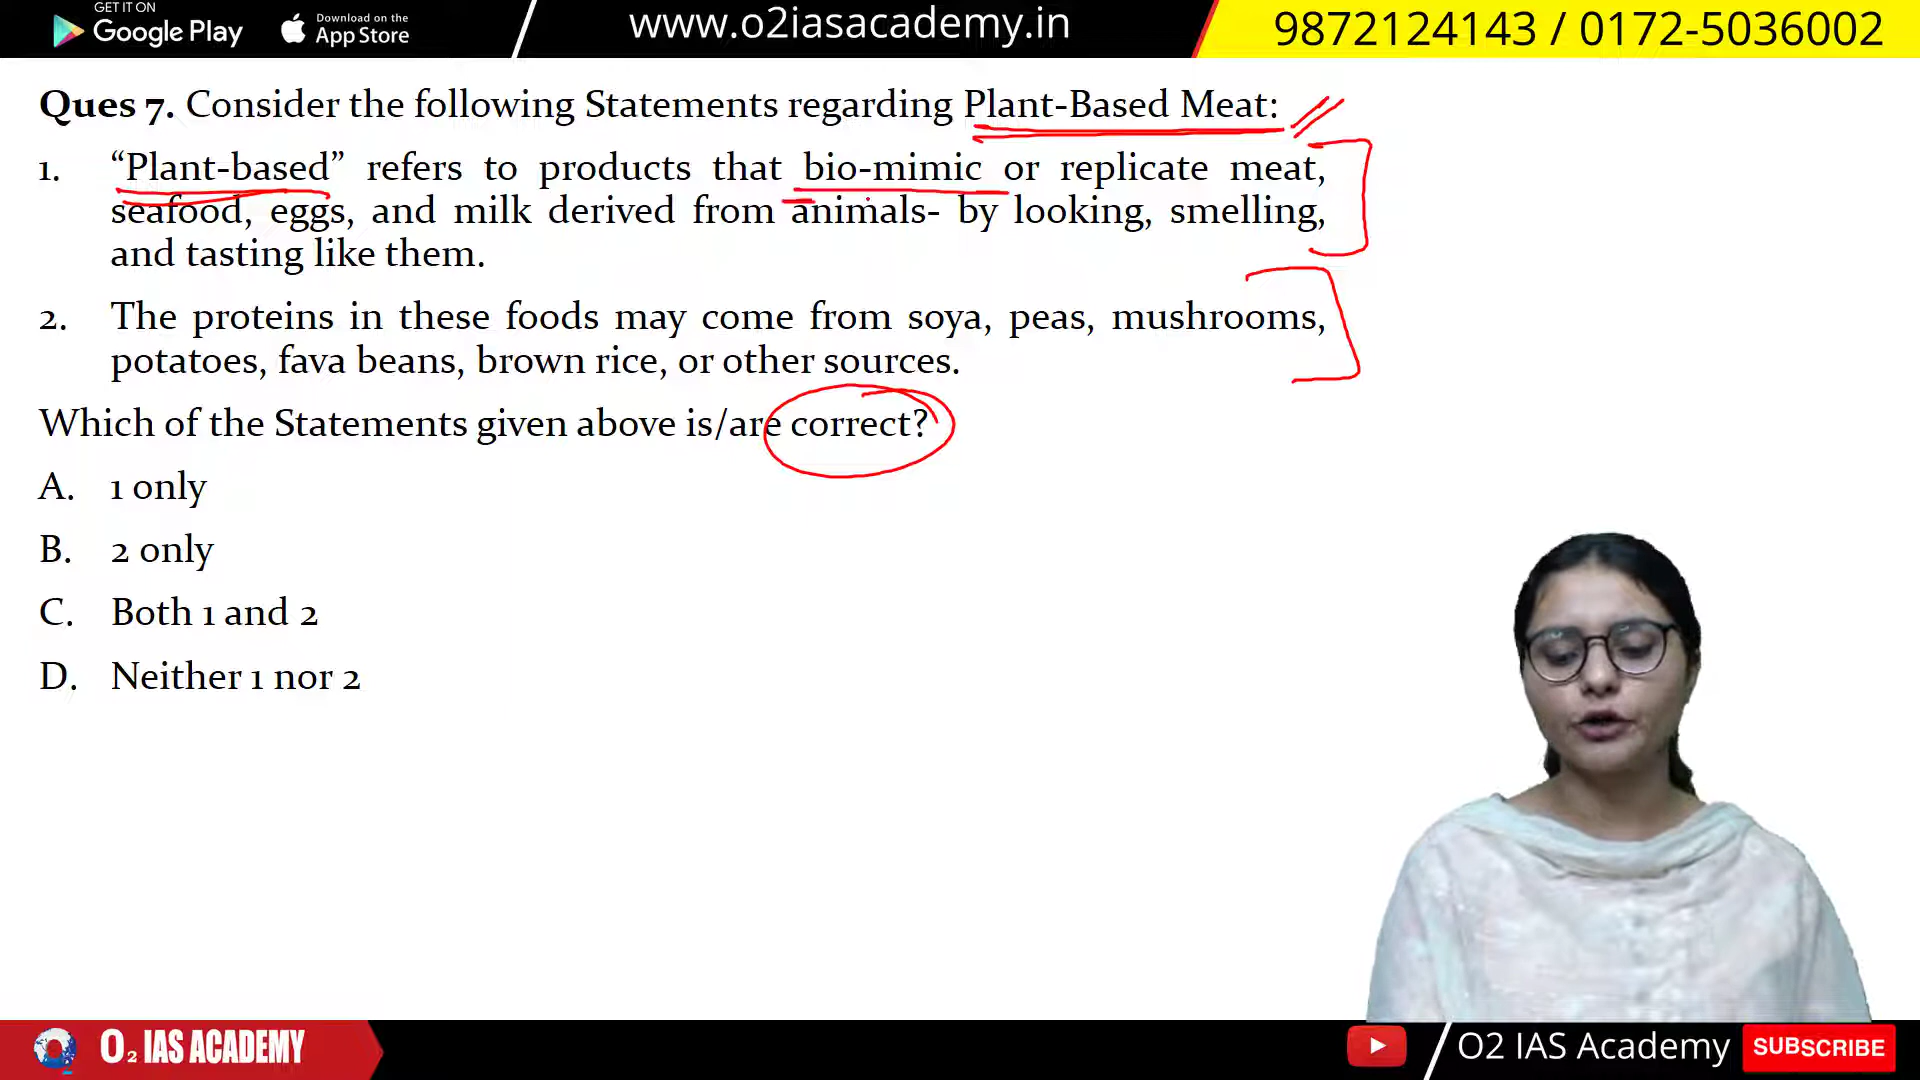 GET IT ON
Google Play
Download on the
App Store
www.o2iasacademy.in
9872124143 / 0172-5036002
Ques 7. Consider the following Statements regarding Plant-Based Meat:
1. “Plant-based” refers to products that bio-mimic or replicate meat,
seafood, eggs, and milk derived from animals- by looking, smelling,
and tasting like them.
2. The proteins in these foods may come from soya, peas, mushrooms,
potatoes, fava beans, brown rice, or other sources.
Which of the Statements given above is/are correct?
A. 1 only
B. 2 only
C. Both 1 and 2
D. Neither 1 nor 2
O2 IAS ACADEMY
O2 IAS Academy
SUBSCRIBE